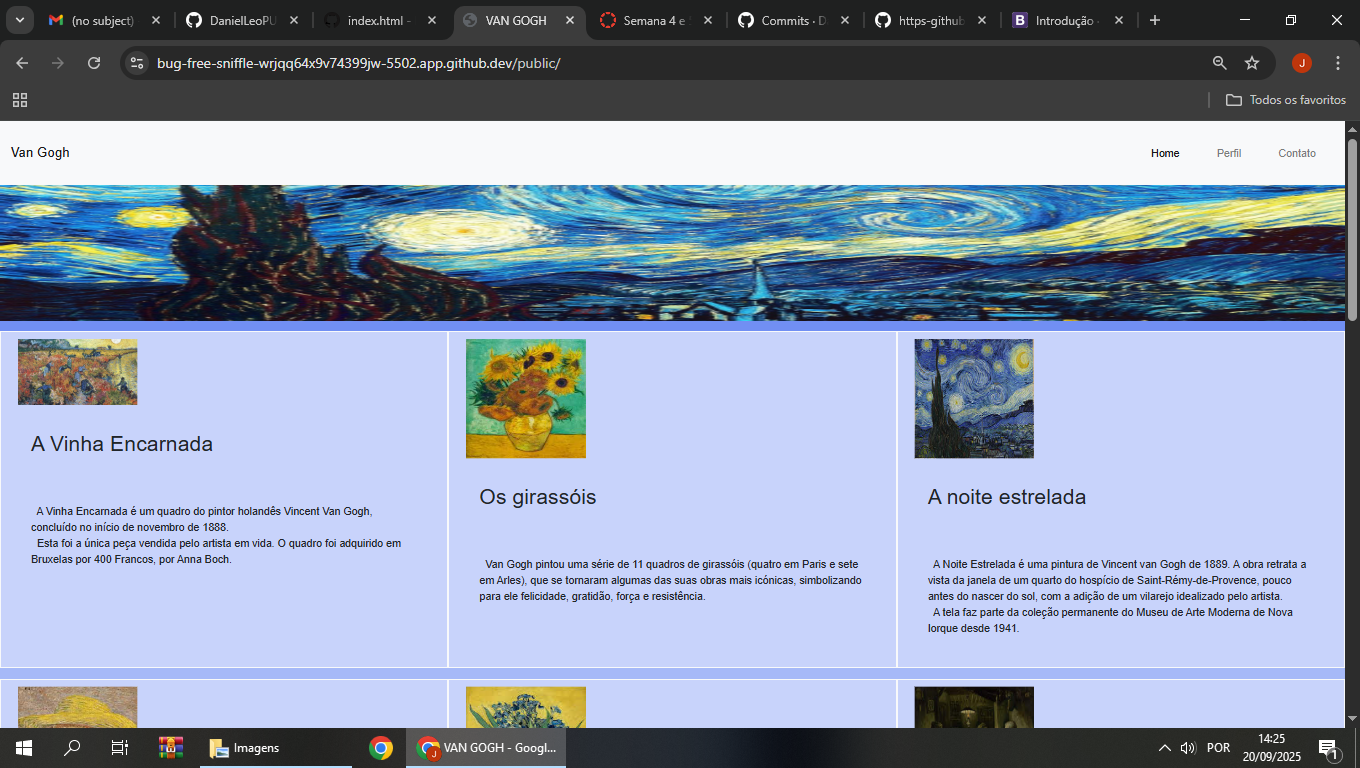 (no subject)
DanielLeoPU
index.html -
VAN GOGH
Semana 4 e
Commits · D
https-github
Introdução ·
bug-free-sniffle-wrjqq64x9v74399jw-5502.app.github.dev/public/
J
Todos os favoritos
Van Gogh
Home
Perfil
Contato
A Vinha Encarnada
A Vinha Encarnada é um quadro do pintor holandês Vincent Van Gogh,
concluído no início de novembro de 1888.
Esta foi a única peça vendida pelo artista em vida. O quadro foi adquirido em
Bruxelas por 400 Francos, por Anna Boch.
Os girassóis
Van Gogh pintou uma série de 11 quadros de girassóis (quatro em Paris e sete
em Arles), que se tornaram algumas das suas obras mais icónicas, simbolizando
para ele felicidade, gratidão, força e resistência.
A noite estrelada
A Noite Estrelada é uma pintura de Vincent van Gogh de 1889. A obra retrata a
vista da janela de um quarto do hospício de Saint-Rémy-de-Provence, pouco
antes do nascer do sol, com a adição de um vilarejo idealizado pelo artista.
A tela faz parte da coleção permanente do Museu de Arte Moderna de Nova
Iorque desde 1941.
Imagens
J
VAN GOGH - Googl...
POR
14:25
20/09/2025
1